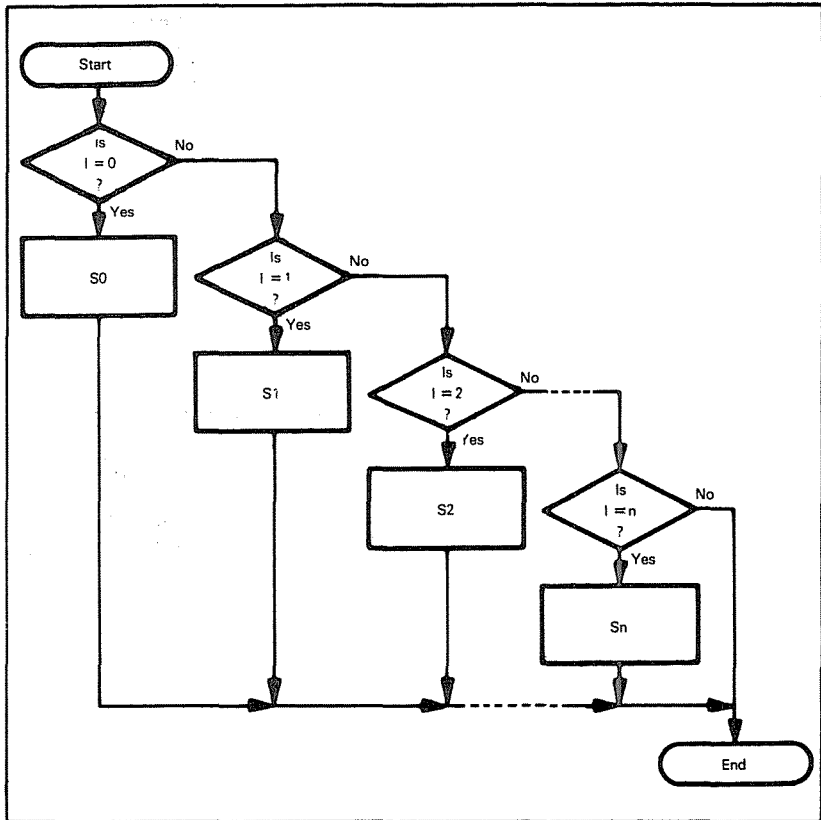 Start
Is
I = 0
?
No
Yes
S0
Is
I = 1
?
No
Yes
S1
Is
I = 2
?
No
Yes
S2
Is
I = n
?
No
Yes
Sn
End